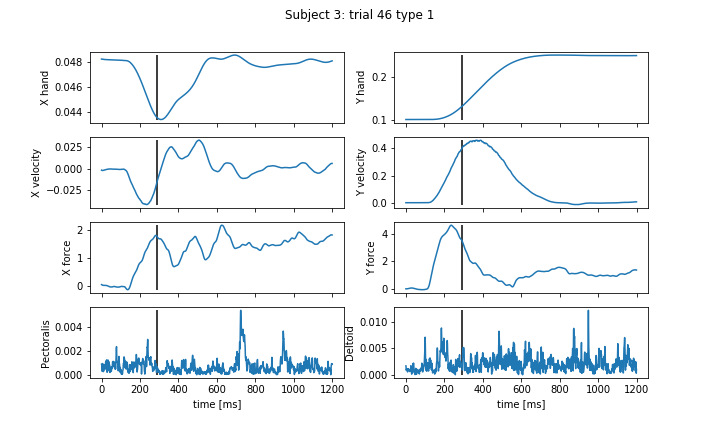 Subject 3: trial 46 type 1
X hand
0.048
0.046
0.044
Y hand
0.2
0.1
X velocity
0.025
0.000
−0.025
Y velocity
0.4
0.2
0.0
X force
2
1
0
Y force
4
2
0
Pectoralis
0.004
0.002
0.000
0 200 400 600 800 1000 1200
time [ms]
Deltoid
0.010
0.005
0.000
0 200 400 600 800 1000 1200
time [ms]